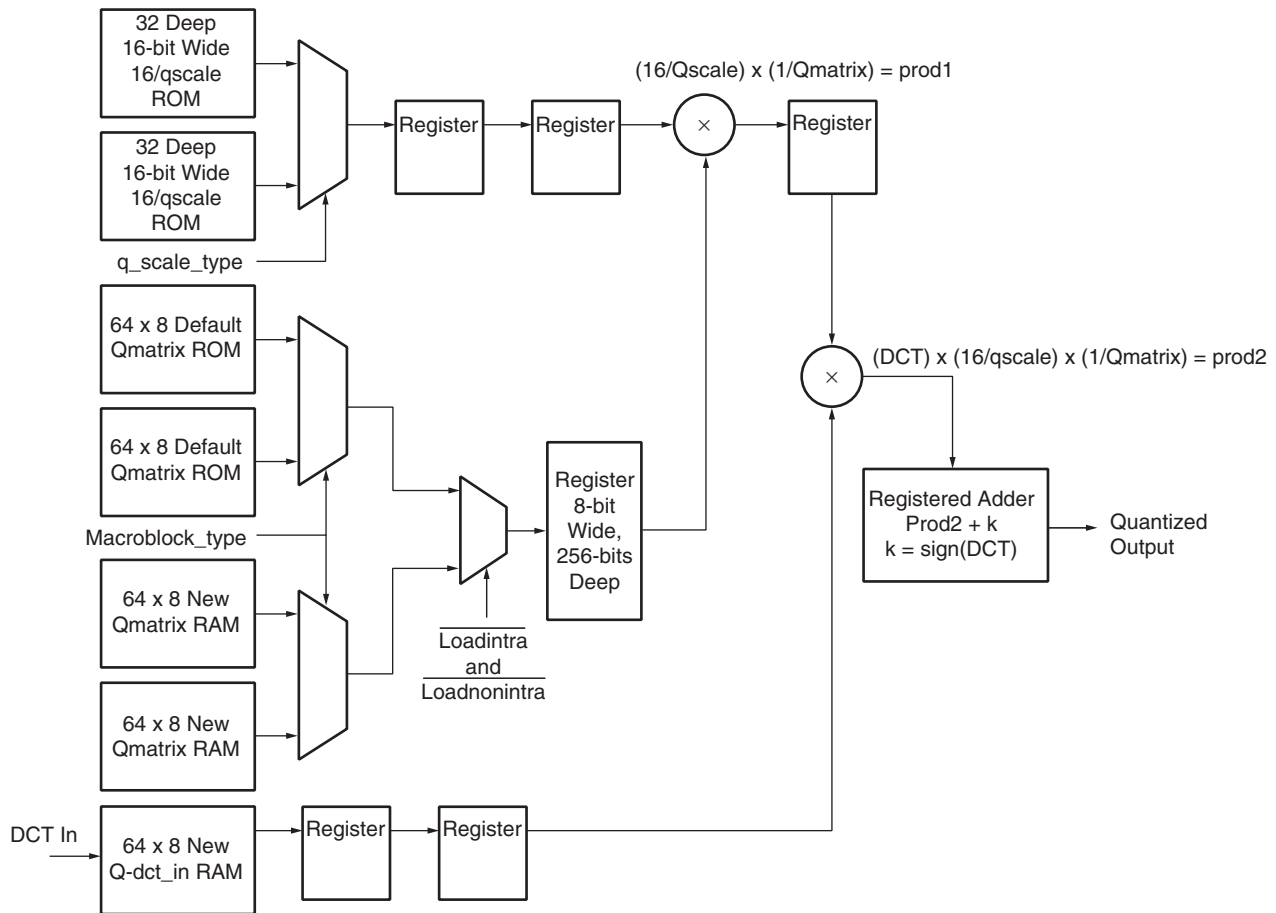 32 Deep
16-bit Wide
16/qscale
ROM
32 Deep
16-bit Wide
16/qscale
ROM
q_scale_type
Register
Register
(16/Qscale) x (1/Qmatrix) = prod1
×
Register
64 x 8 Default
Qmatrix ROM
64 x 8 Default
Qmatrix ROM
Macroblock_type
64 x 8 New
Qmatrix RAM
64 x 8 New
Qmatrix RAM
Loadintra
and
Loadnonintra
Register
8-bit
Wide,
256-bits
Deep
×
(DCT) x (16/qscale) x (1/Qmatrix) = prod2
Registered Adder
Prod2 + k
k = sign(DCT)
Quantized
Output
DCT In
64 x 8 New
Q-dct_in RAM
Register
Register